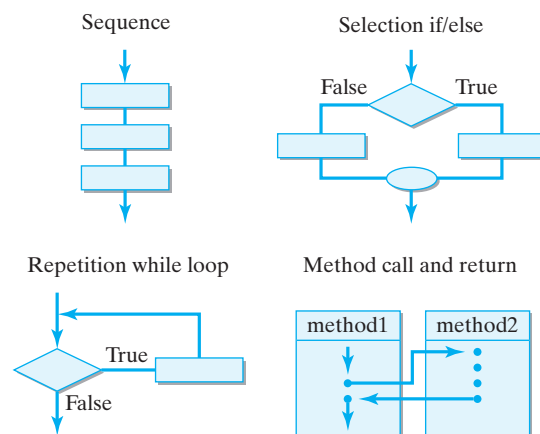 Sequence
Selection if/else
False
True
Repetition while loop
True
False
Method call and return
method1
method2